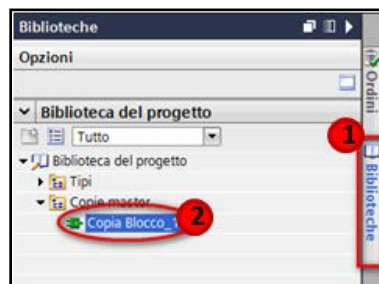 Biblioteche
Opzioni
Biblioteca del progetto
Tutto
Biblioteca del progetto
Tipi
Copie master
Copia Blocco_1
1
2
Ordini
Biblioteche